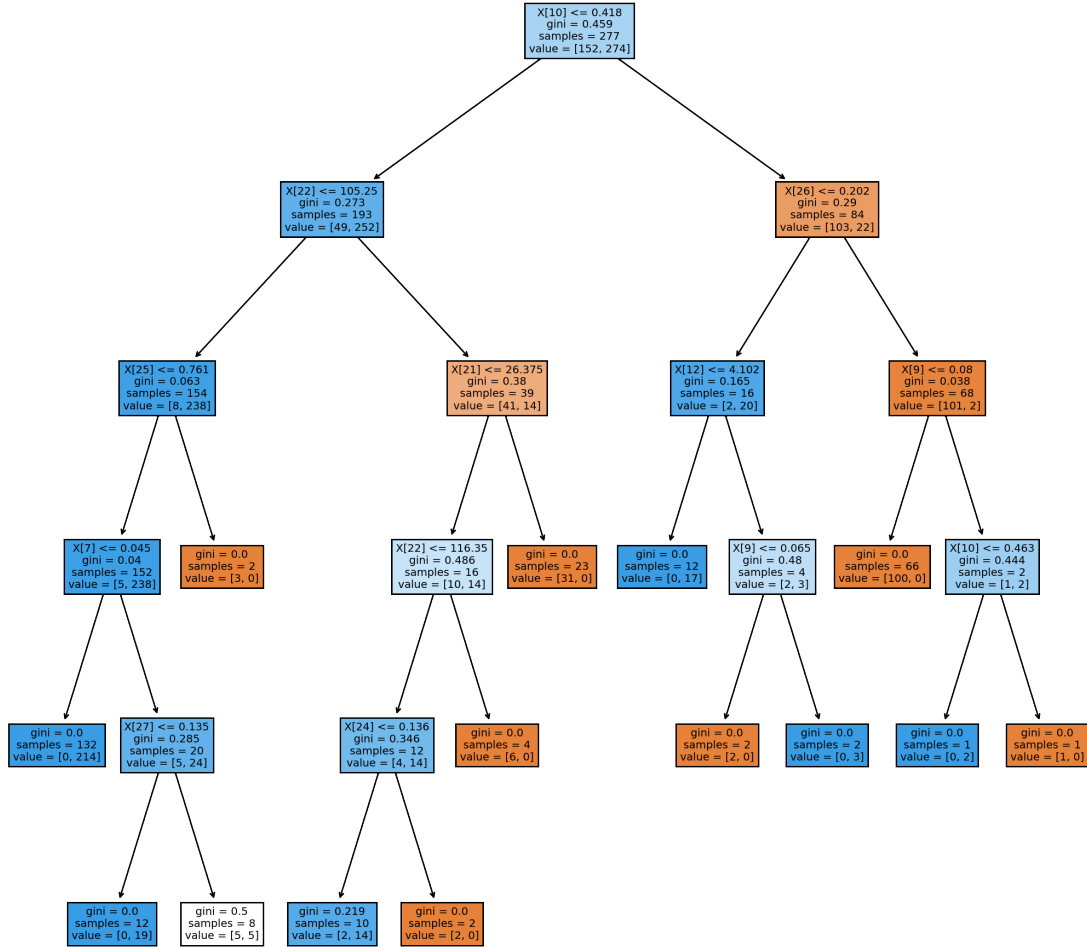 X[10] <= 0.418
gini = 0.459
samples = 277
value = [152, 274]
X[22] <= 105.25
gini = 0.273
samples = 193
value = [49, 252]
X[26] <= 0.202
gini = 0.29
samples = 84
value = [103, 22]
X[25] <= 0.761
gini = 0.063
samples = 154
value = [8, 238]
X[21] <= 26.375
gini = 0.38
samples = 39
value = [41, 14]
X[12] <= 4.102
gini = 0.165
samples = 16
value = [2, 20]
X[9] <= 0.08
gini = 0.038
samples = 68
value = [101, 2]
X[7] <= 0.045
gini = 0.04
samples = 152
value = [5, 238]
gini = 0.0
samples = 2
value = [3, 0]
X[22] <= 116.35
gini = 0.486
samples = 16
value = [10, 14]
gini = 0.0
samples = 23
value = [31, 0]
gini = 0.0
samples = 12
value = [0, 17]
X[9] <= 0.065
gini = 0.48
samples = 4
value = [2, 3]
gini = 0.0
samples = 66
value = [100, 0]
X[10] <= 0.463
gini = 0.444
samples = 2
value = [1, 2]
gini = 0.0
samples = 132
value = [0, 214]
X[27] <= 0.135
gini = 0.285
samples = 20
value = [5, 24]
X[24] <= 0.136
gini = 0.346
samples = 12
value = [4, 14]
gini = 0.0
samples = 4
value = [6, 0]
gini = 0.0
samples = 2
value = [2, 0]
gini = 0.0
samples = 2
value = [0, 3]
gini = 0.0
samples = 1
value = [0, 2]
gini = 0.0
samples = 1
value = [1, 0]
gini = 0.0
samples = 12
value = [0, 19]
gini = 0.5
samples = 8
value = [5, 5]
gini = 0.219
samples = 10
value = [2, 14]
gini = 0.0
samples = 2
value = [2, 0]